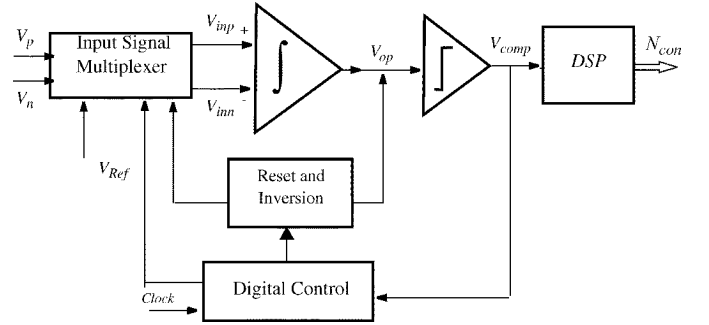 V_p
V_n
Input Signal
Multiplexer
V_inp +
V_inn -
∫
V_op
V_comp
DSP
N_con
V_Ref
Reset and
Inversion
Clock
Digital Control